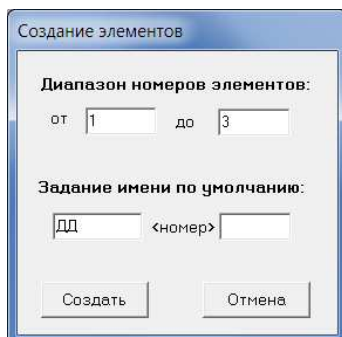 Создание элементов
Диапазон номеров элементов:
от 1 до 3
Задание имени по умолчанию:
ДД <номер>
Создать Отмена